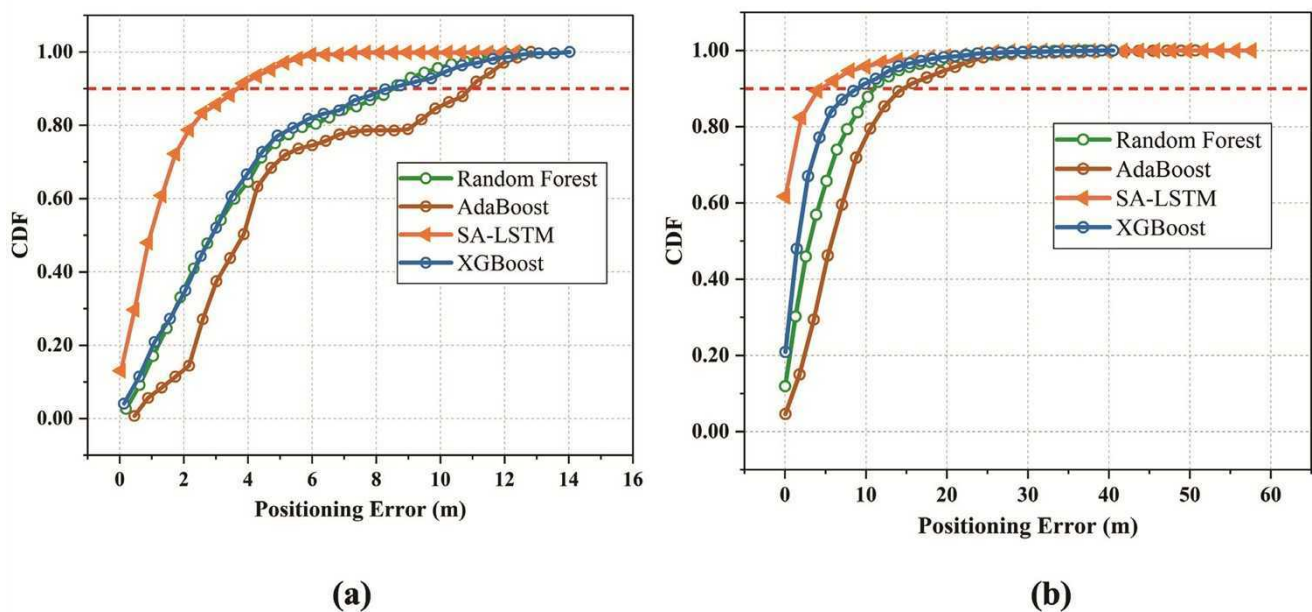 1.00
0.80
0.60
0.40
0.20
0.00
CDF
0 2 4 6 8 10 12 14 16
Positioning Error (m)
Random Forest
AdaBoost
SA-LSTM
XGBoost
(a)
1.00
0.80
0.60
0.40
0.20
0.00
CDF
0 10 20 30 40 50 60
Positioning Error (m)
Random Forest
AdaBoost
SA-LSTM
XGBoost
(b)